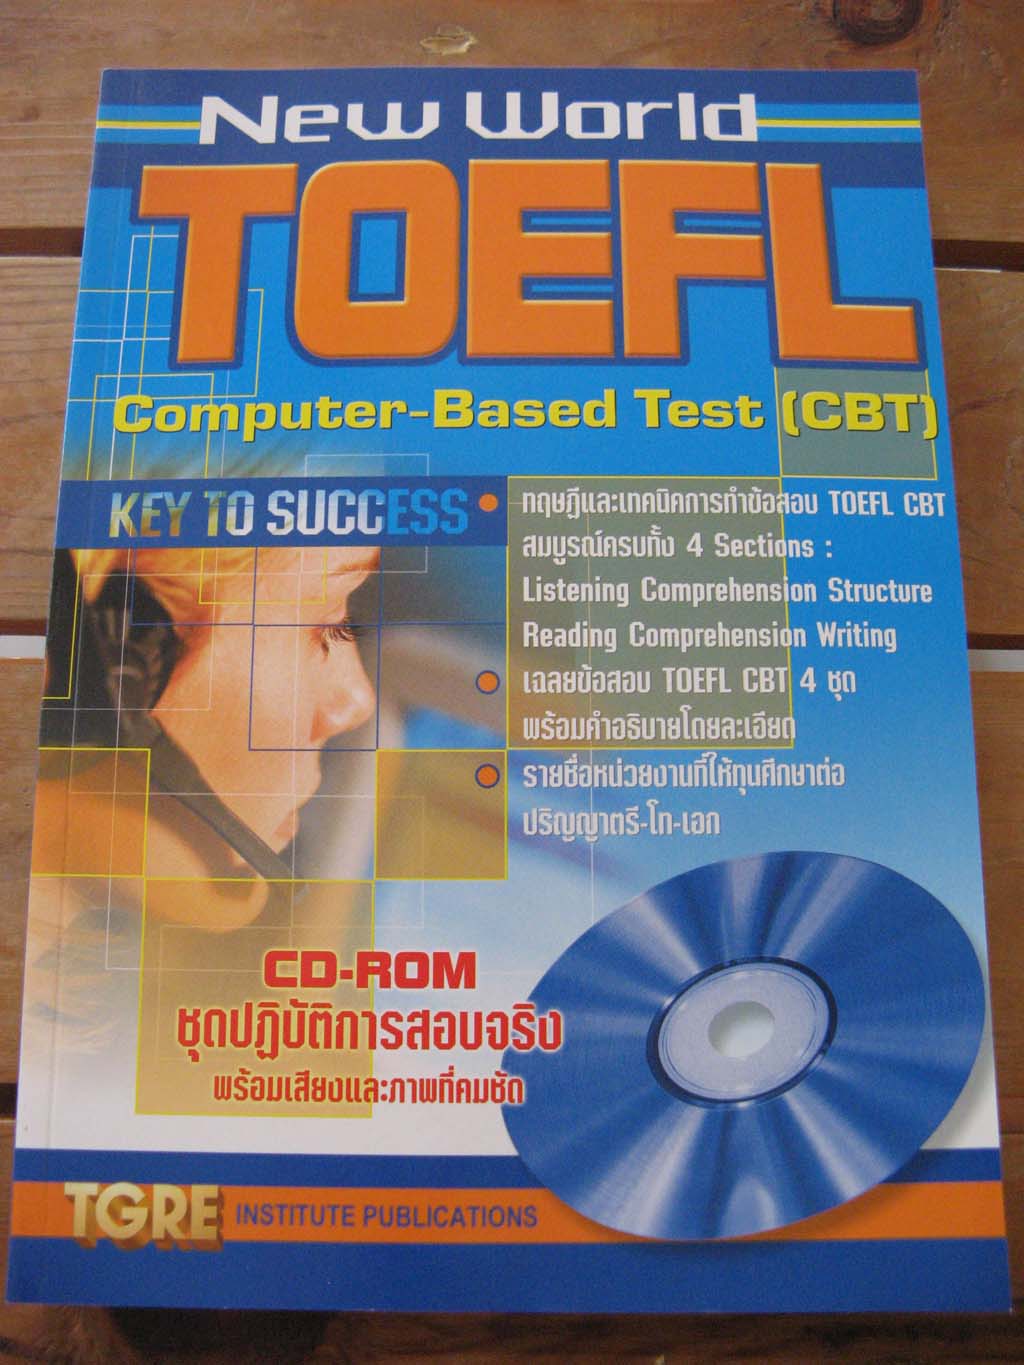 New World
TOEFL
Computer-Based Test (CBT)
KEY TO SUCCESS
• ทฤษฎีและเทคนิคการทำข้อสอบ TOEFL CBT
สมบูรณ์ครบทั้ง 4 Sections :
Listening Comprehension Structure
Reading Comprehension Writing
• เฉลยข้อสอบ TOEFL CBT 4 ชุด
พร้อมคำอธิบายโดยละเอียด
• รายชื่อหน่วยงานที่ให้ทุนศึกษาต่อ
ปริญญาตรี-โท-เอก
CD-ROM
ชุดปฏิบัติการสอบจริง
พร้อมเสียงและภาพที่คมชัด
TGRE INSTITUTE PUBLICATIONS